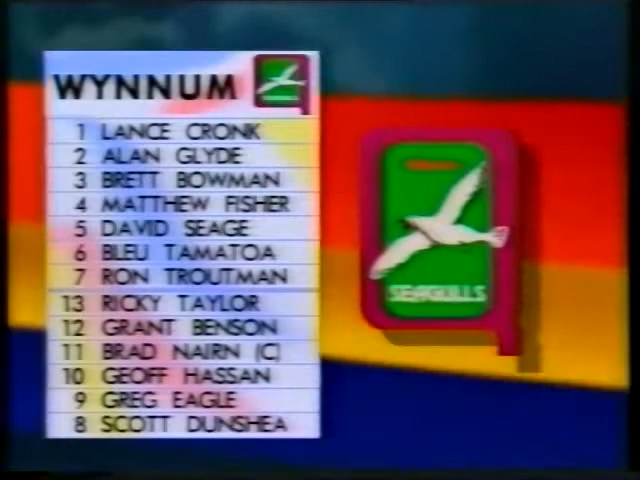 WYNNUM
1 LANCE CRONK
2 ALAN GLYDE
3 BRETT BOWMAN
4 MATTHEW FISHER
5 DAVID SEAGE
6 BLEU TAMATOA
7 RON TROUTMAN
13 RICKY TAYLOR
12 GRANT BENSON
11 BRAD NAIRN (C)
10 GEOFF HASSAN
9 GREG EAGLE
8 SCOTT DUNSHEA
SEAGULLS